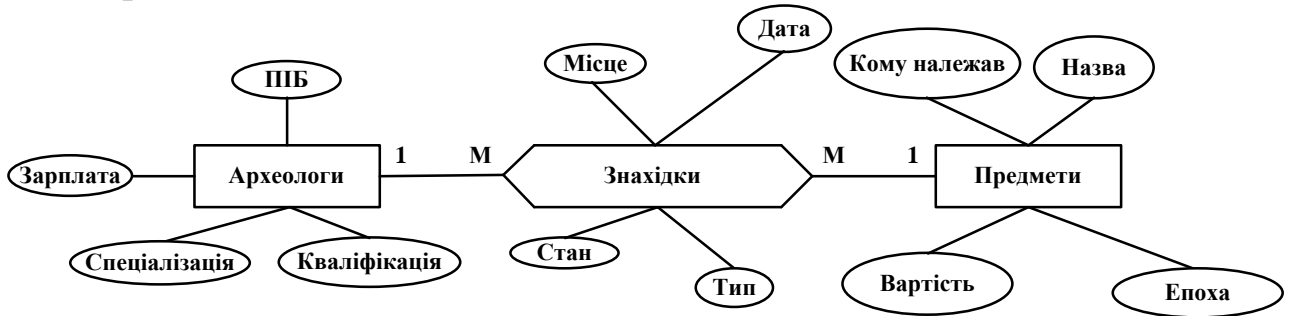 Дата
Місце
Кому належав
Назва
ПІБ
1
М
М
1
Зарплата
Археологи
Знахідки
Предмети
Спеціалізація
Кваліфікація
Стан
Тип
Вартість
Епоха